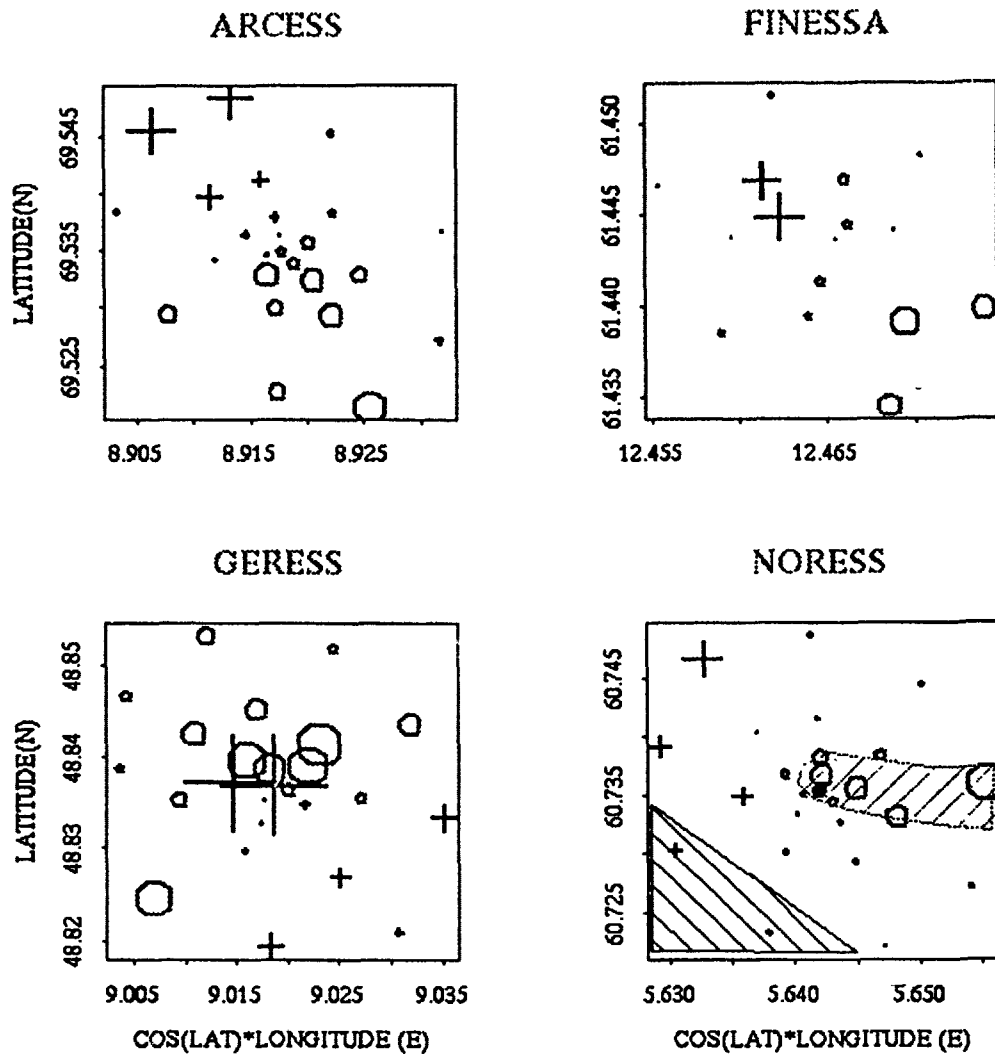 ARCESS
LATITUDE(N)
69.545
69.535
69.525
8.905 8.915 8.925
FINESSA
61.450
61.445
61.440
61.435
12.455 12.465
GERESS
LATITUDE(N)
48.85
48.84
48.83
48.82
9.005 9.015 9.025 9.035
COS(LAT)*LONGITUDE (E)
NORESS
60.745
60.735
60.725
5.630 5.640 5.650
COS(LAT)*LONGITUDE (E)